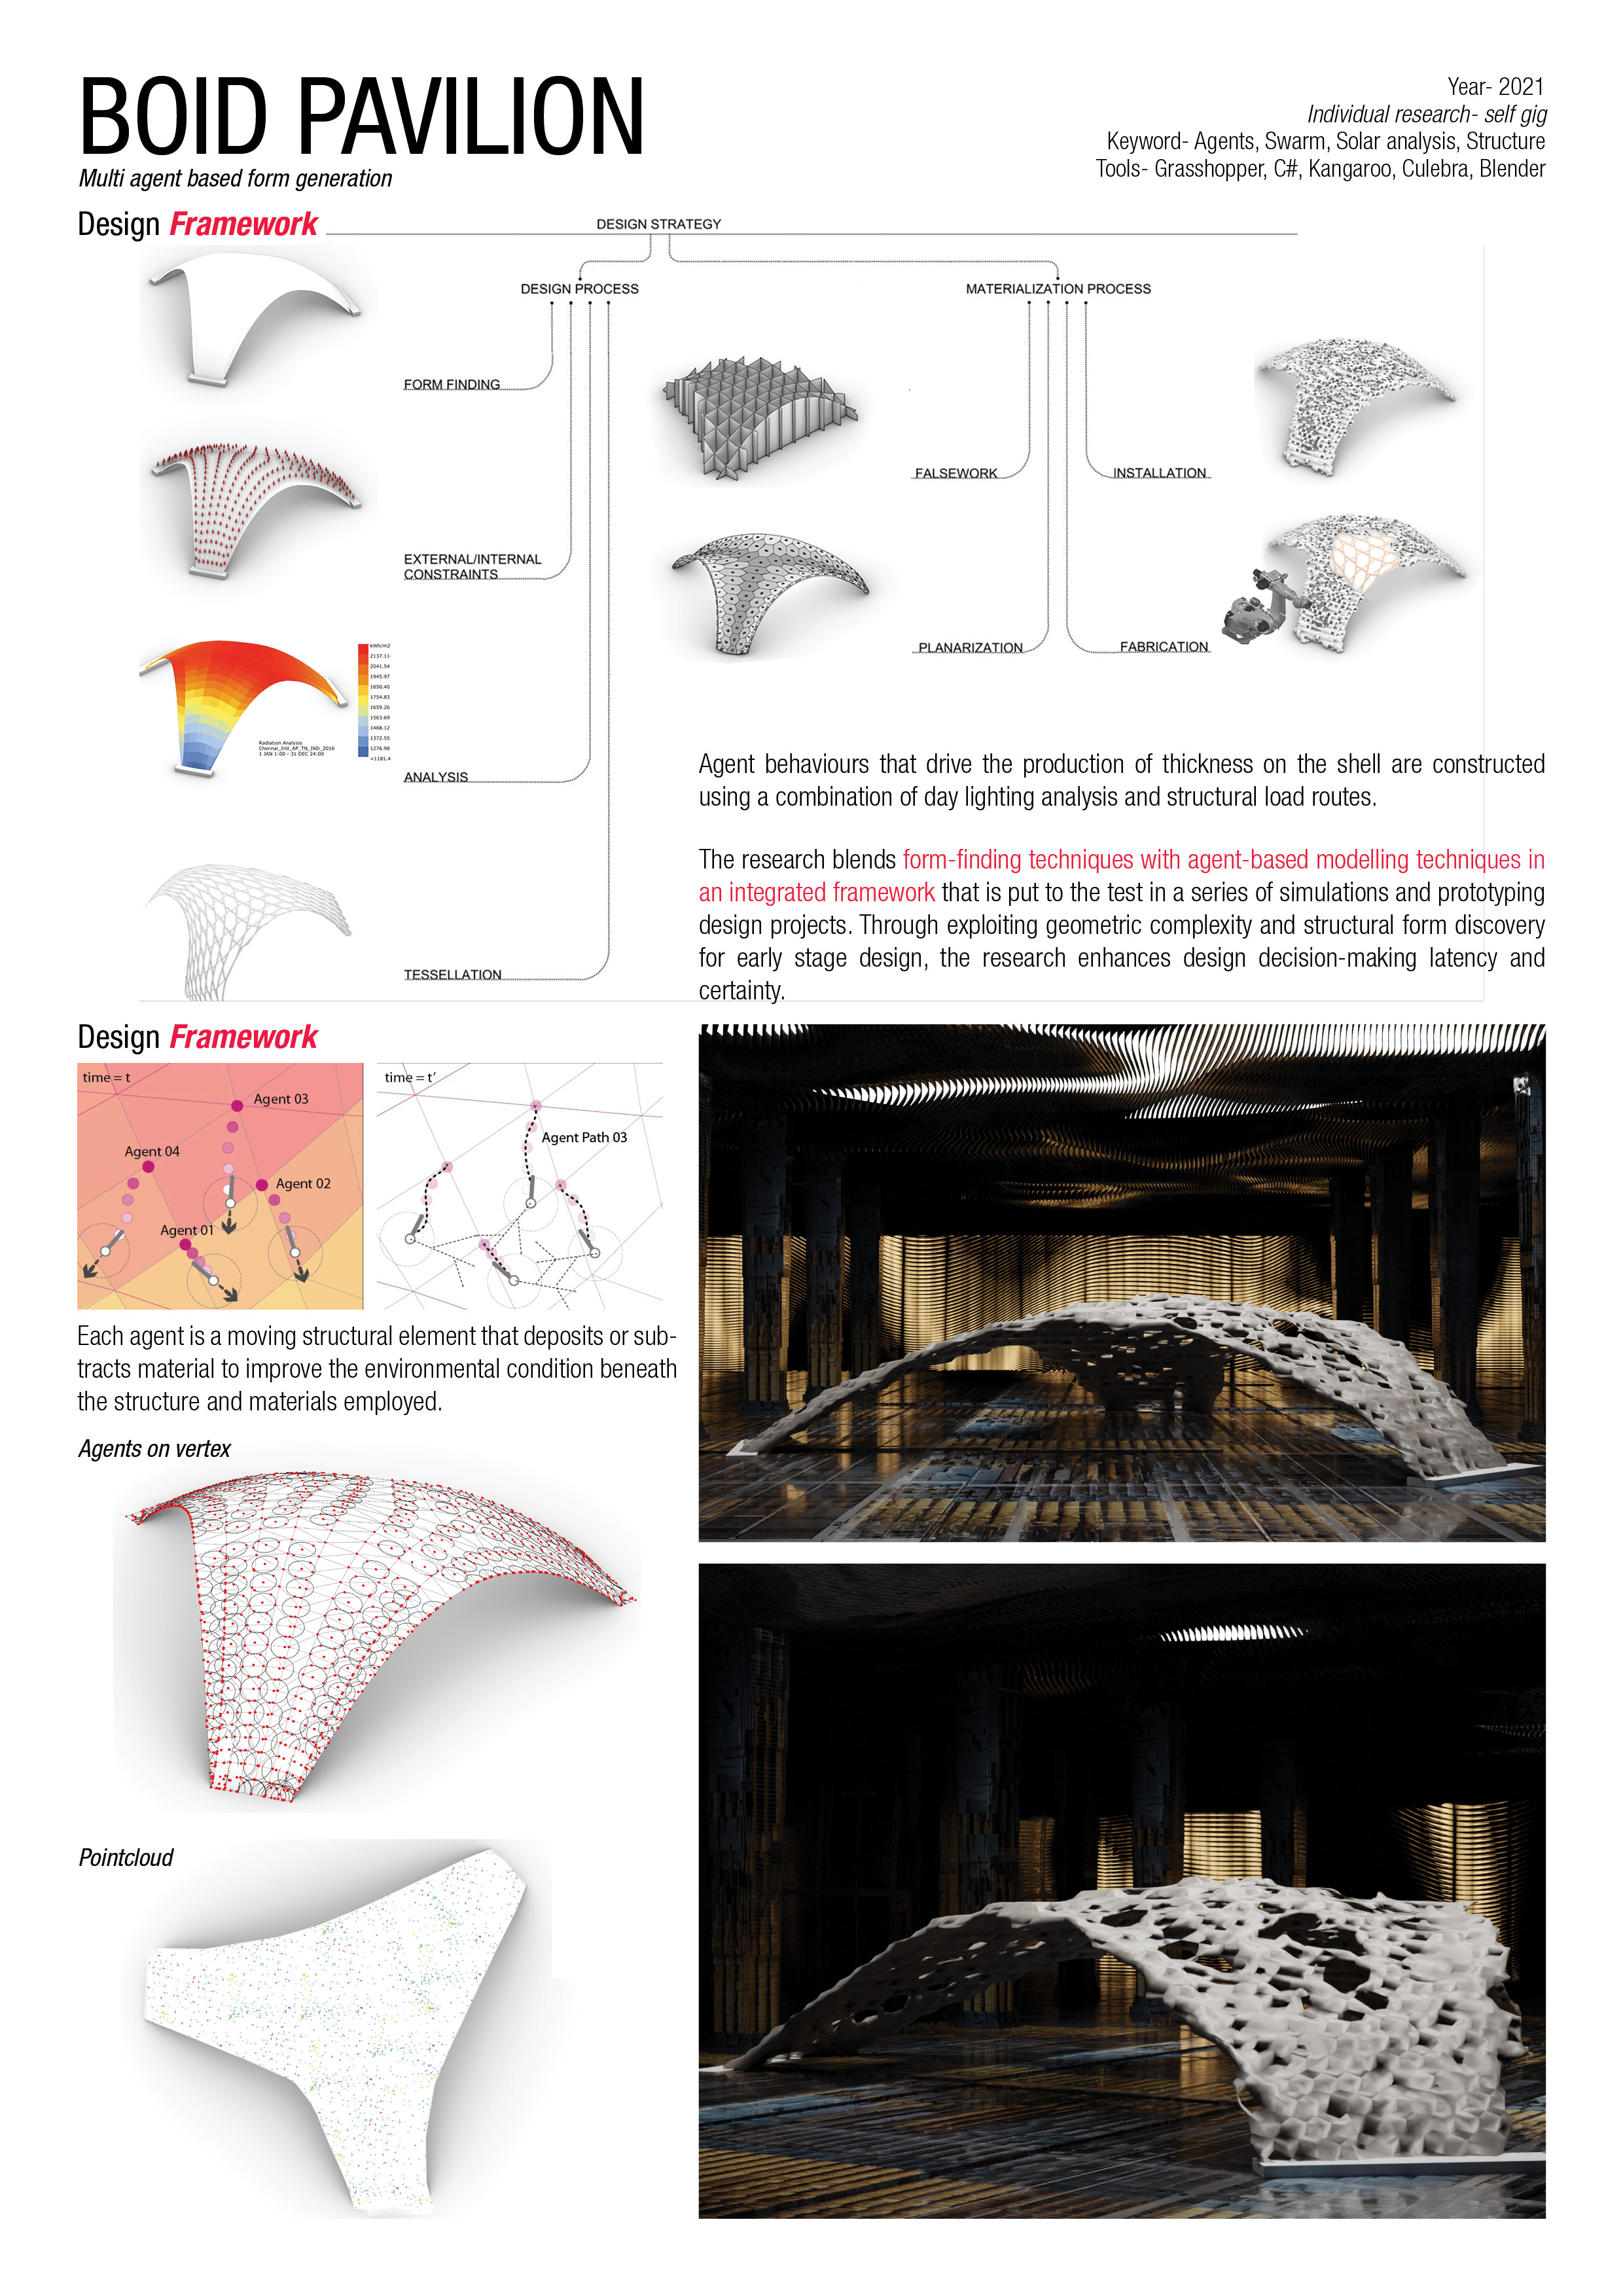 BOID PAVILION
Multi agent based form generation
Year- 2021
Individual research- self gig
Keyword- Agents, Swarm, Solar analysis, Structure
Tools- Grasshopper, C#, Kangaroo, Culebra, Blender
Design Framework
DESIGN STRATEGY
DESIGN PROCESS
MATERIALIZATION PROCESS
FORM FINDING
EXTERNAL/INTERNAL
CONSTRAINTS
ANALYSIS
TESSELLATION
FALSEWORK
INSTALLATION
PLANARIZATION
FABRICATION
kWh/m2
2137.11
2041.54
1945.97
1850.40
1754.83
1659.26
1563.69
1468.12
1372.55
1276.98
<1181.4
Radiation Analysis
Chennai_Intl_AP_TN_IND_2016
1 JAN 1:00 - 31 DEC 24:00
Agent behaviours that drive the production of thickness on the shell are constructed
using a combination of day lighting analysis and structural load routes.
The research blends form-finding techniques with agent-based modelling techniques in
an integrated framework that is put to the test in a series of simulations and prototyping
design projects. Through exploiting geometric complexity and structural form discovery
for early stage design, the research enhances design decision-making latency and
certainty.
Design Framework
time = t
Agent 03
Agent 04
Agent 02
Agent 01
time = t'
Agent Path 03
Each agent is a moving structural element that deposits or sub-
tracts material to improve the environmental condition beneath
the structure and materials employed.
Agents on vertex
Pointcloud